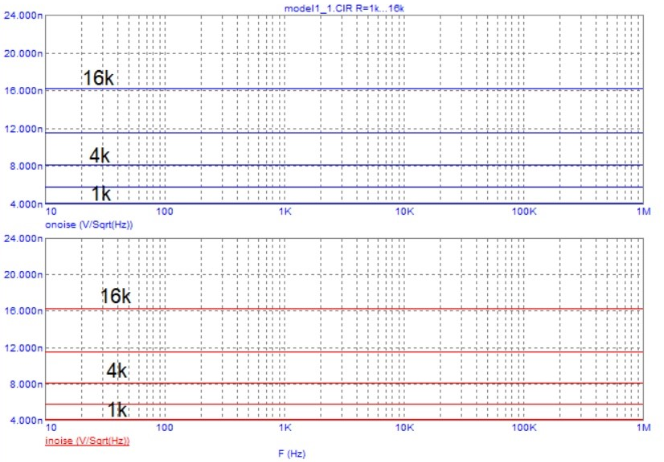 model1_1.CIR R=1k...16k
24.000n
20.000n
16k
16.000n
12.000n
4k
8.000n
1k
4.000n
10 100 1K 10K 100K 1M
onoise (V/Sqrt(Hz))
24.000n
20.000n
16k
16.000n
12.000n
4k
8.000n
1k
4.000n
10 100 1K 10K 100K 1M
inoise (V/Sqrt(Hz))
F (Hz)